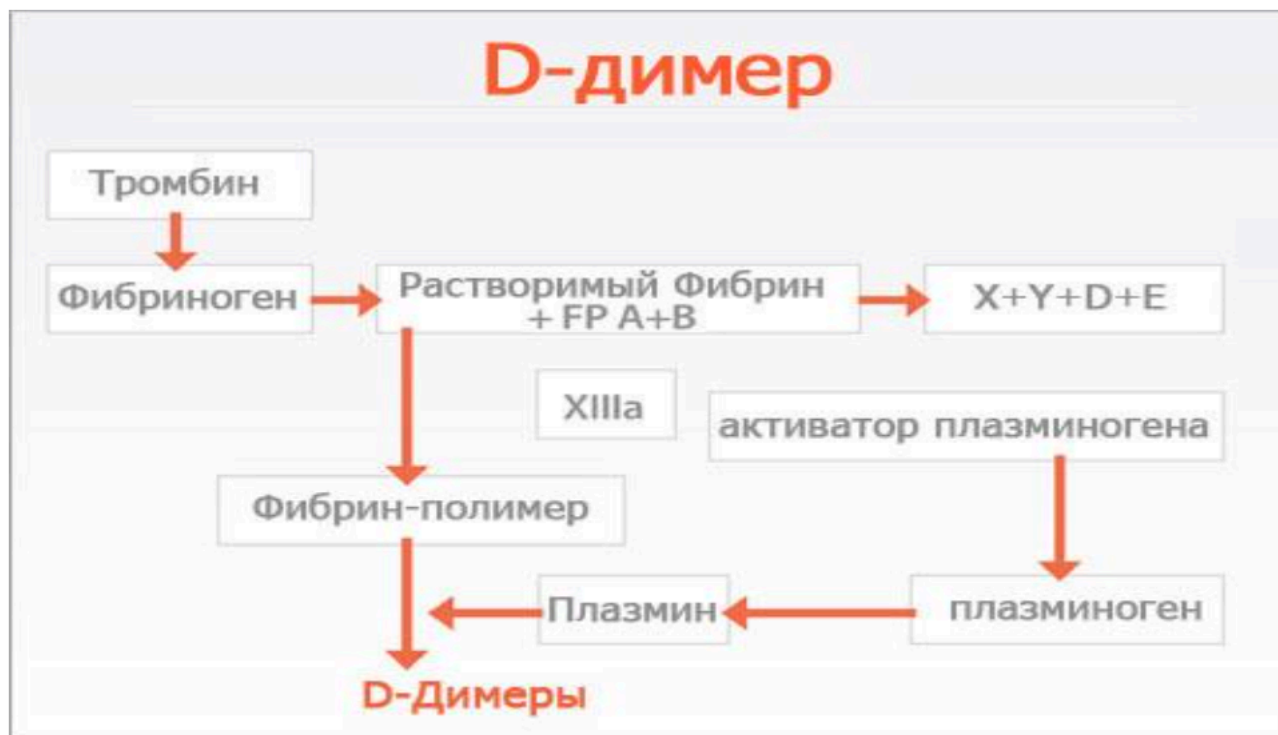 D-димер
Тромбин
Фибриноген
Растворимый Фибрин
+ FP A+B
X+Y+D+E
XIIIa
активатор плазминогена
Фибрин-полимер
Плазмин
плазминоген
D-Димеры